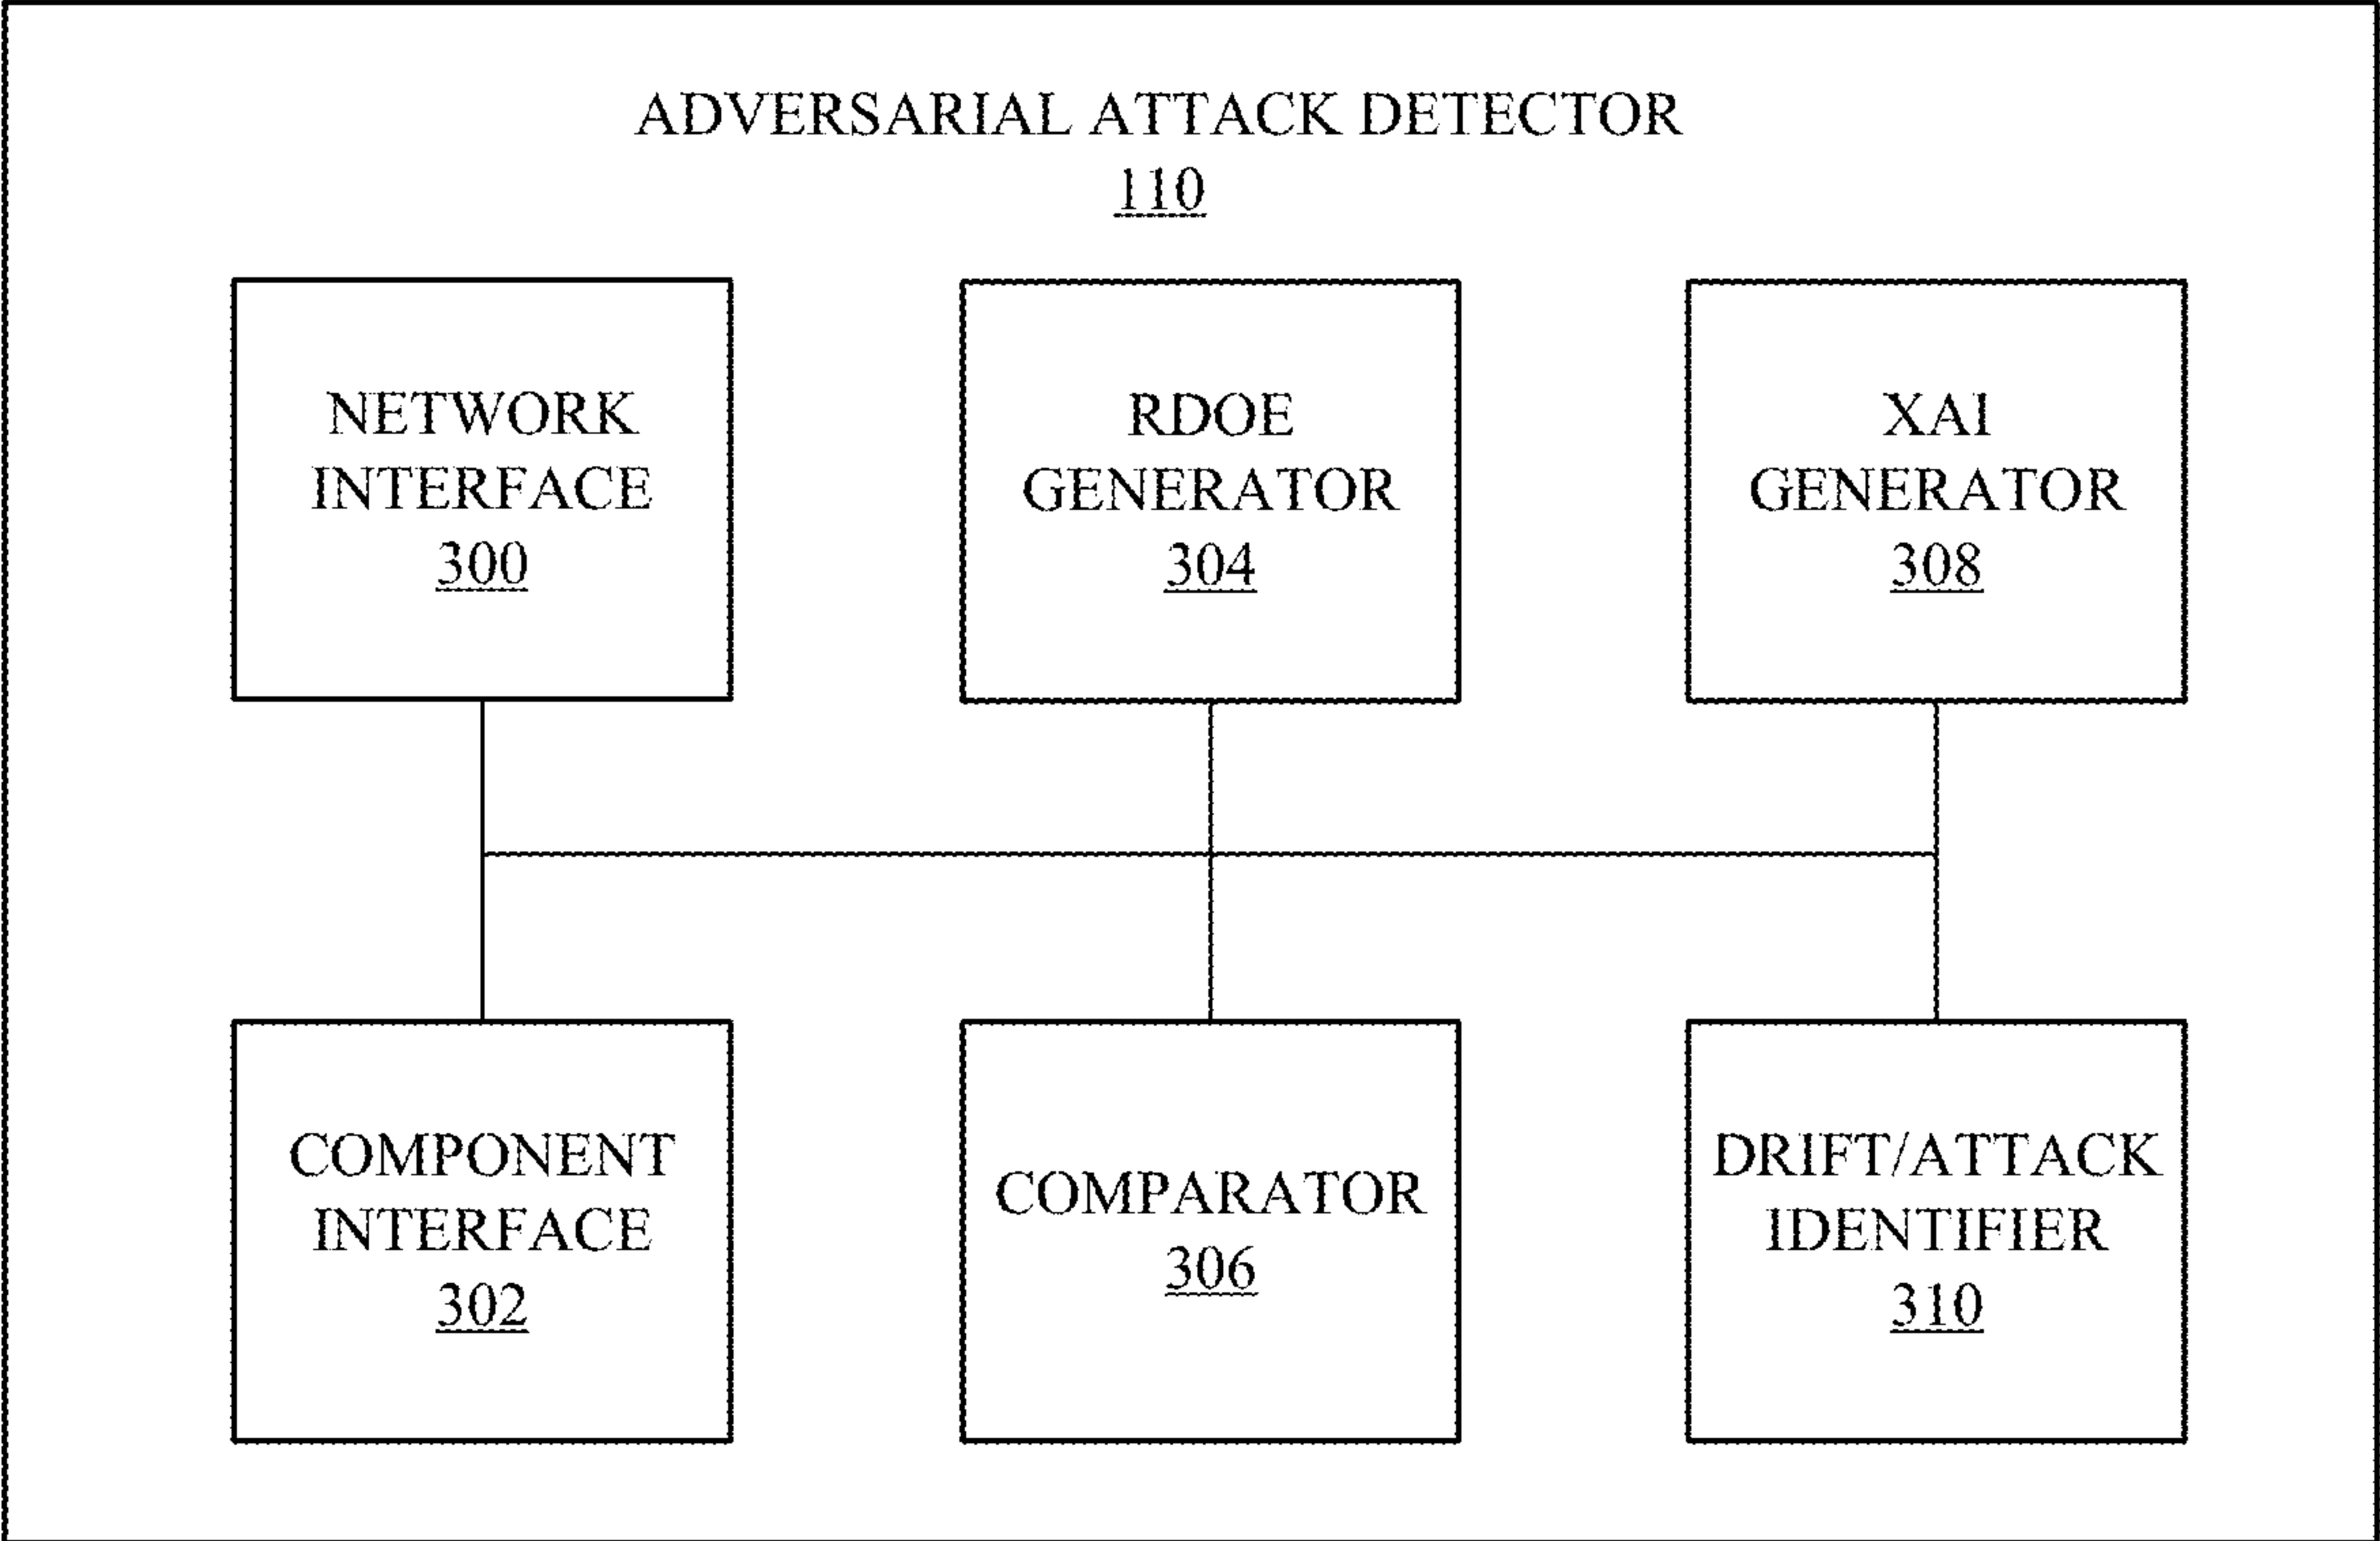 ADVERSARIAL ATTACK DETECTOR
110
NETWORK
INTERFACE
300
RDOE
GENERATOR
304
XAI
GENERATOR
308
COMPONENT
INTERFACE
302
COMPARATOR
306
DRIFT/ATTACK
IDENTIFIER
310